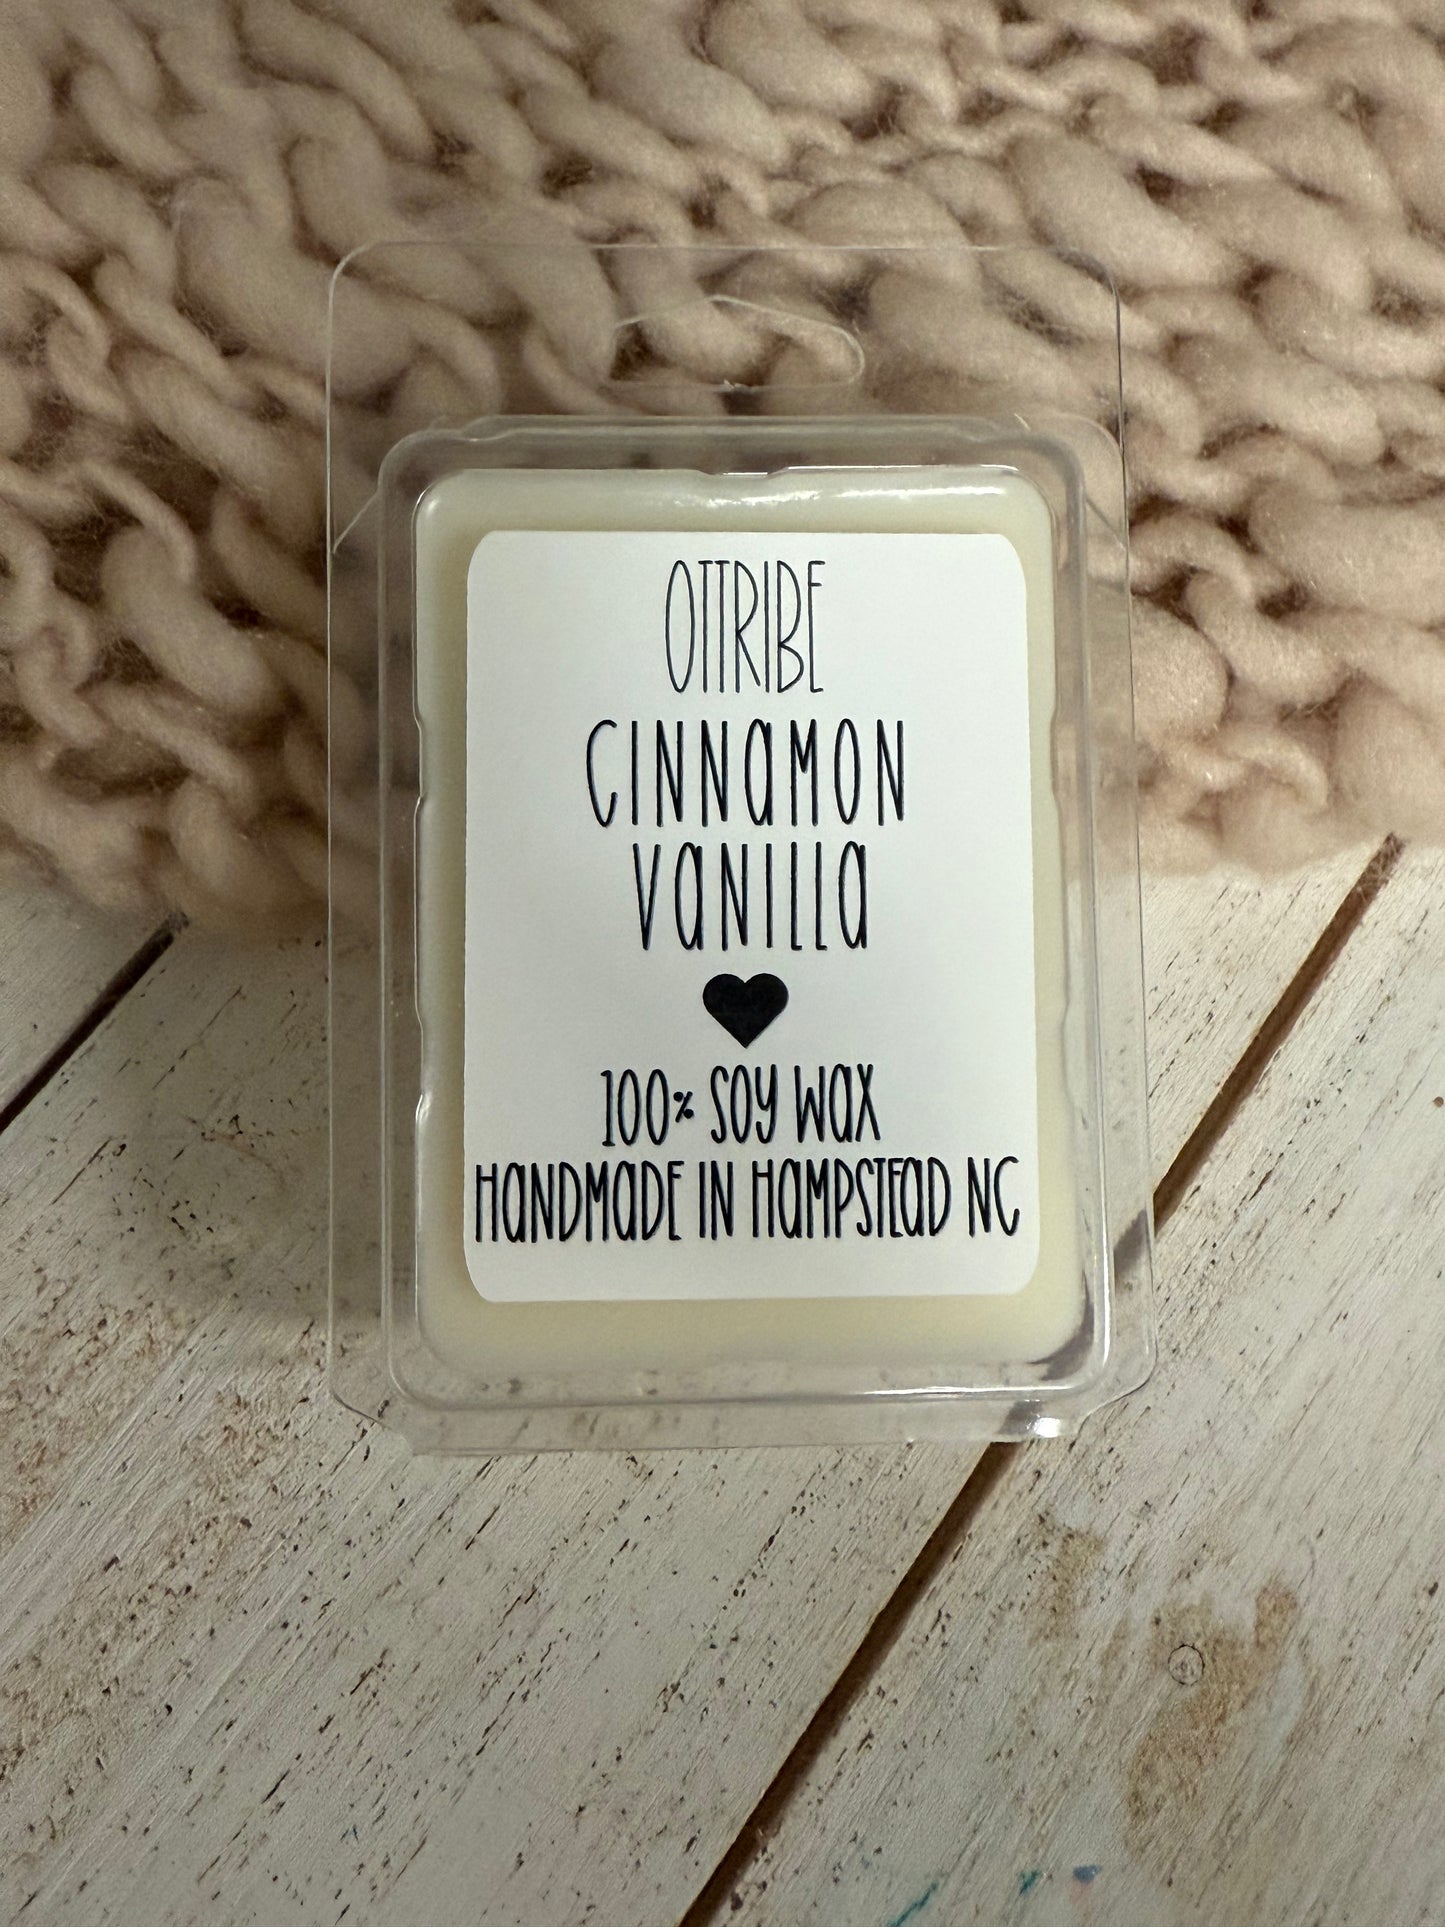 OTTRIBE
CINNaMON
VaNILLa
100% SOY WaX
HaNDMaDE IN HaMPSTEaD NC